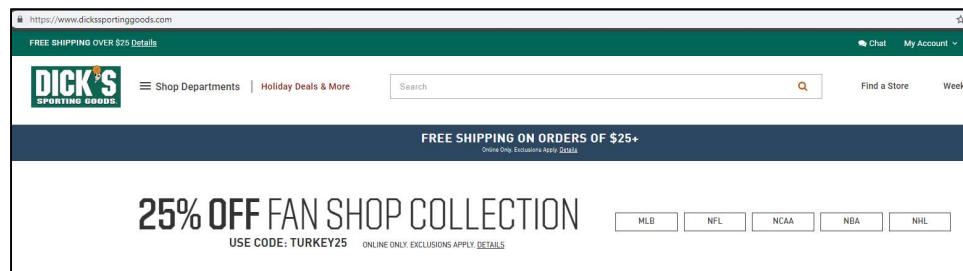 https://www.dickssportinggoods.com
FREE SHIPPING OVER $25 Details
Chat My Account
DICK'S
SPORTING GOODS.
Shop Departments | Holiday Deals & More Search Find a Store Week
FREE SHIPPING ON ORDERS OF $25+
Online Only. Exclusions Apply. Details
25% OFF FAN SHOP COLLECTION
MLB NFL NCAA NBA NHL
USE CODE: TURKEY25 ONLINE ONLY. EXCLUSIONS APPLY. DETAILS